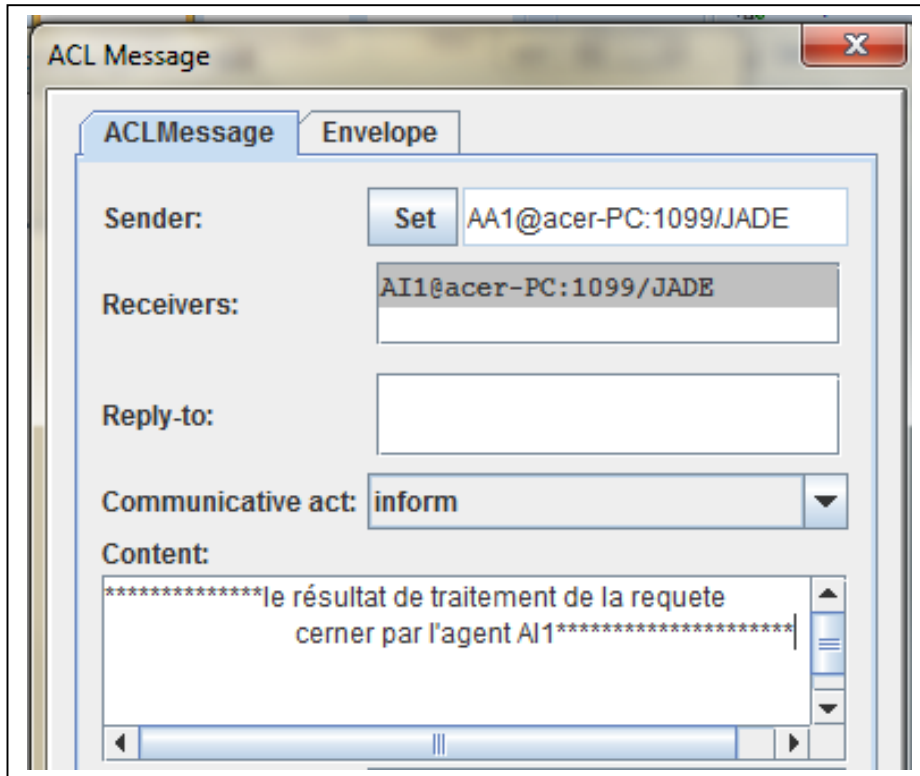 ACL Message
ACLMessage Envelope
Sender: Set AA1@acer-PC:1099/JADE
Receivers: AI1@acer-PC:1099/JADE
Reply-to:
Communicative act: inform
Content:
**************le résultat de traitement de la requete
cerner par l'agent AI1*********************